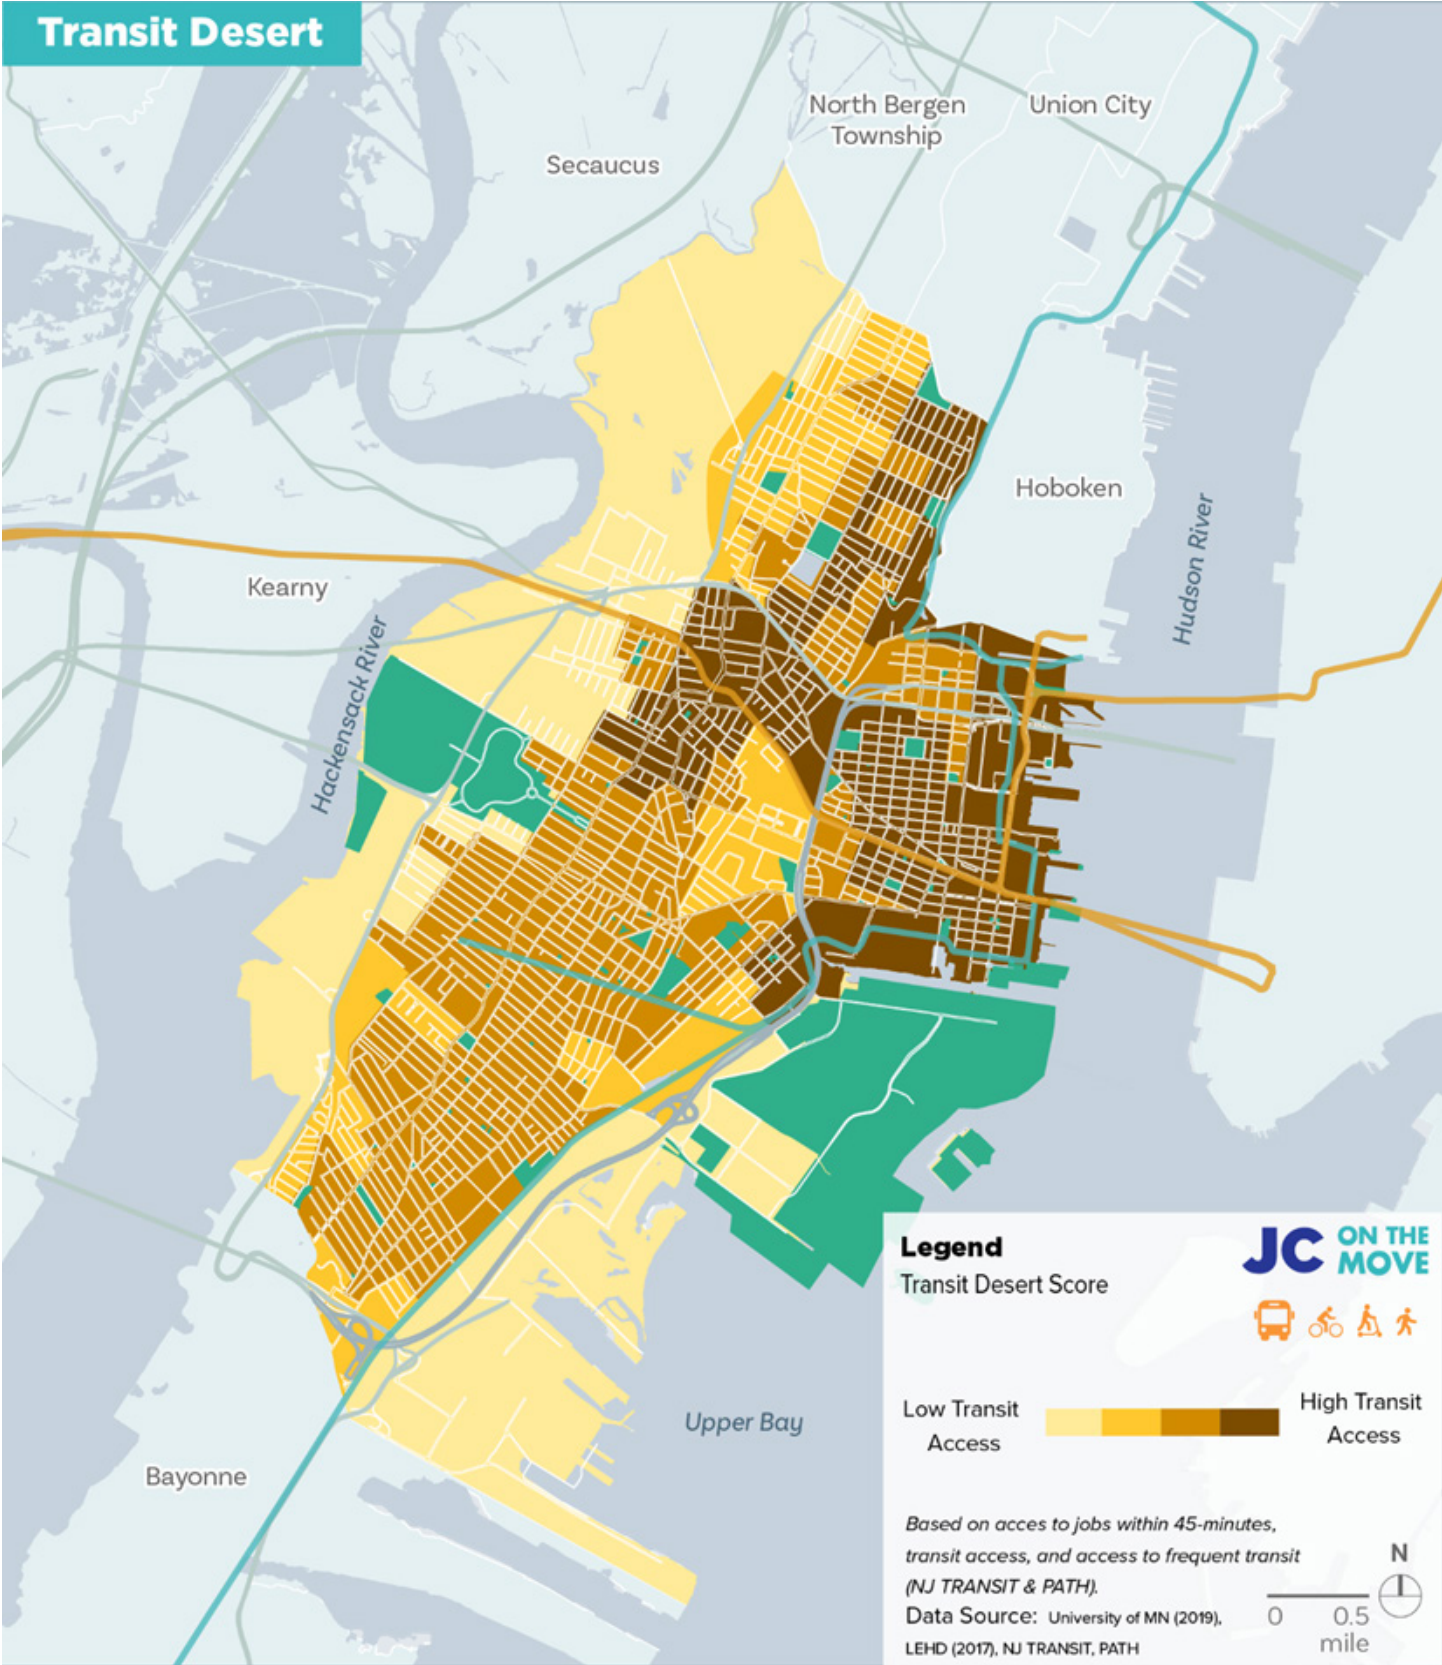 Transit Desert
North Bergen
Township
Union City
Secaucus
Hoboken
Hudson River
Kearny
Hackensack River
Legend
Transit Desert Score
JC ON THE
MOVE
Low Transit
Access
High Transit
Access
Upper Bay
Bayonne
Based on acces to jobs within 45-minutes,
transit access, and access to frequent transit
(NJ TRANSIT & PATH).
Data Source: University of MN (2019),
LEHD (2017), NJ TRANSIT, PATH
N
0 0.5
mile